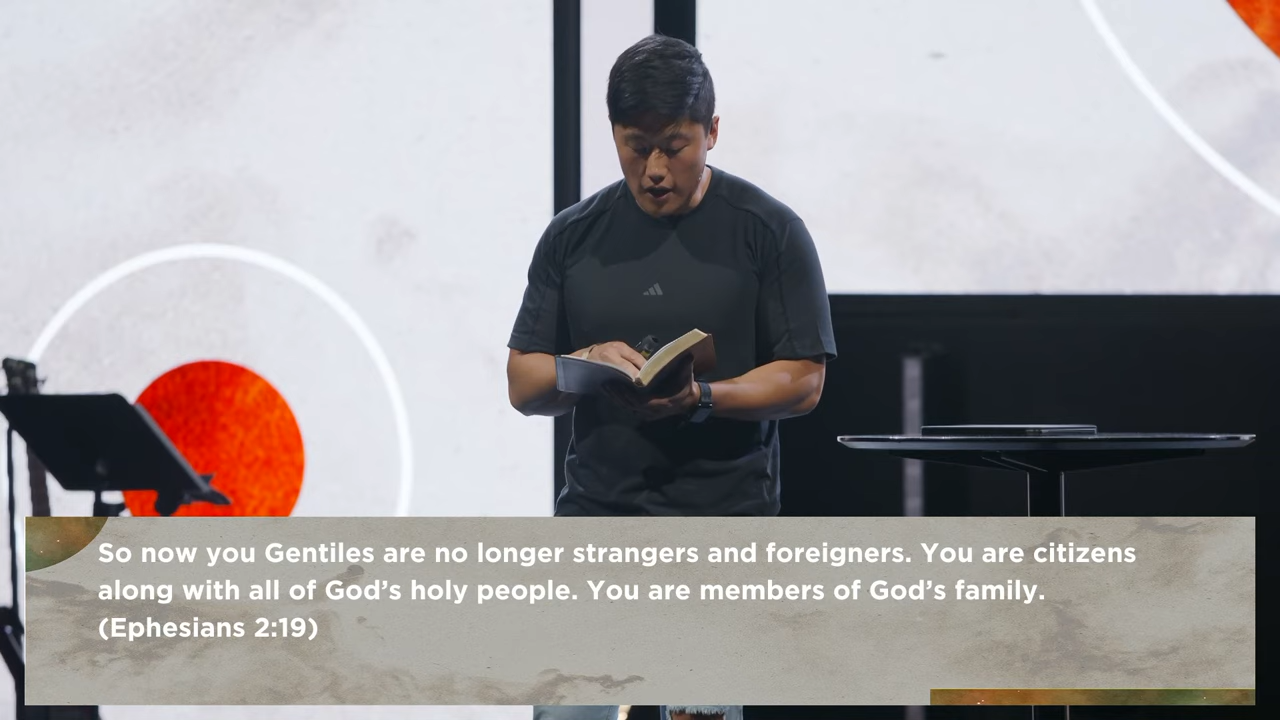 So now you Gentiles are no longer strangers and foreigners. You are citizens
along with all of God’s holy people. You are members of God’s family.
(Ephesians 2:19)